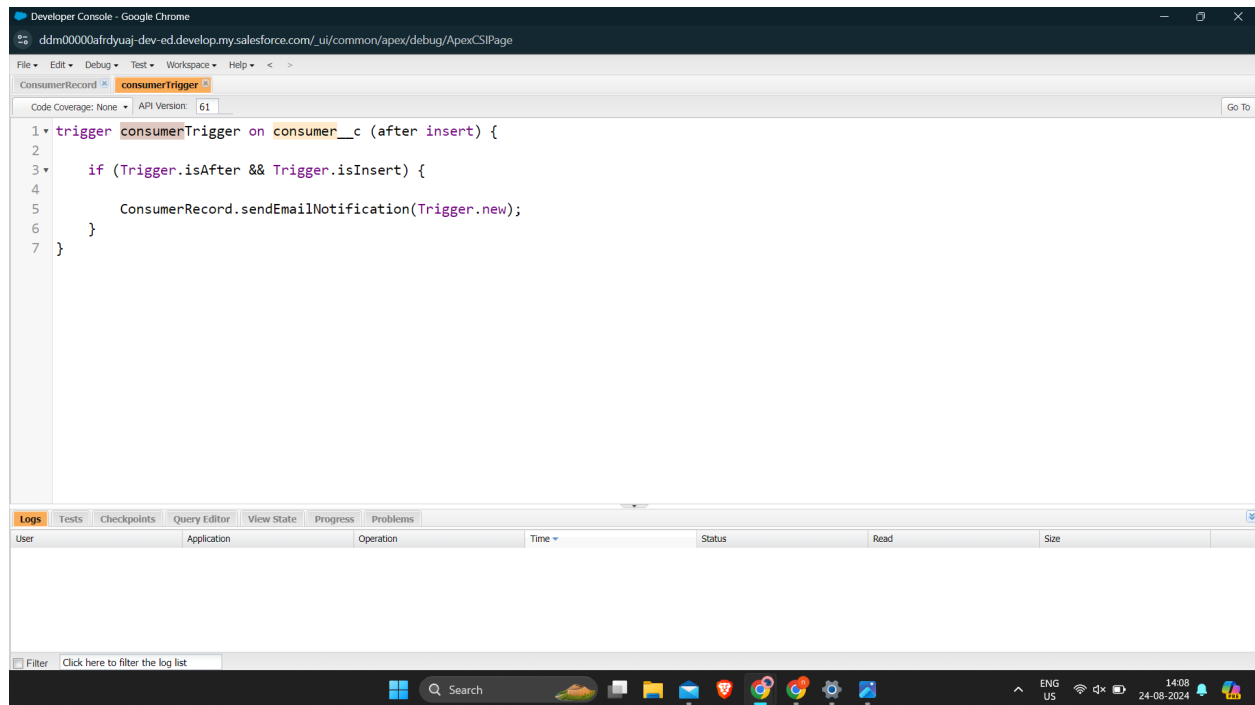 Developer Console - Google Chrome
ddm00000afrdyuaj-dev-ed.develop.my.salesforce.com/_ui/common/apex/debug/ApexCSIPage
File Edit Debug Test Workspace Help < >
ConsumerRecord consumerTrigger
Code Coverage: None API Version: 61 Go To
1 trigger consumerTrigger on consumer__c (after insert) {
2
3 if (Trigger.isAfter && Trigger.isInsert) {
4
5 ConsumerRecord.sendEmailNotification(Trigger.new);
6 }
7 }
Logs Tests Checkpoints Query Editor View State Progress Problems
User Application Operation Time Status Read Size
Filter Click here to filter the log list
Search ENG 14:08
US 24-08-2024